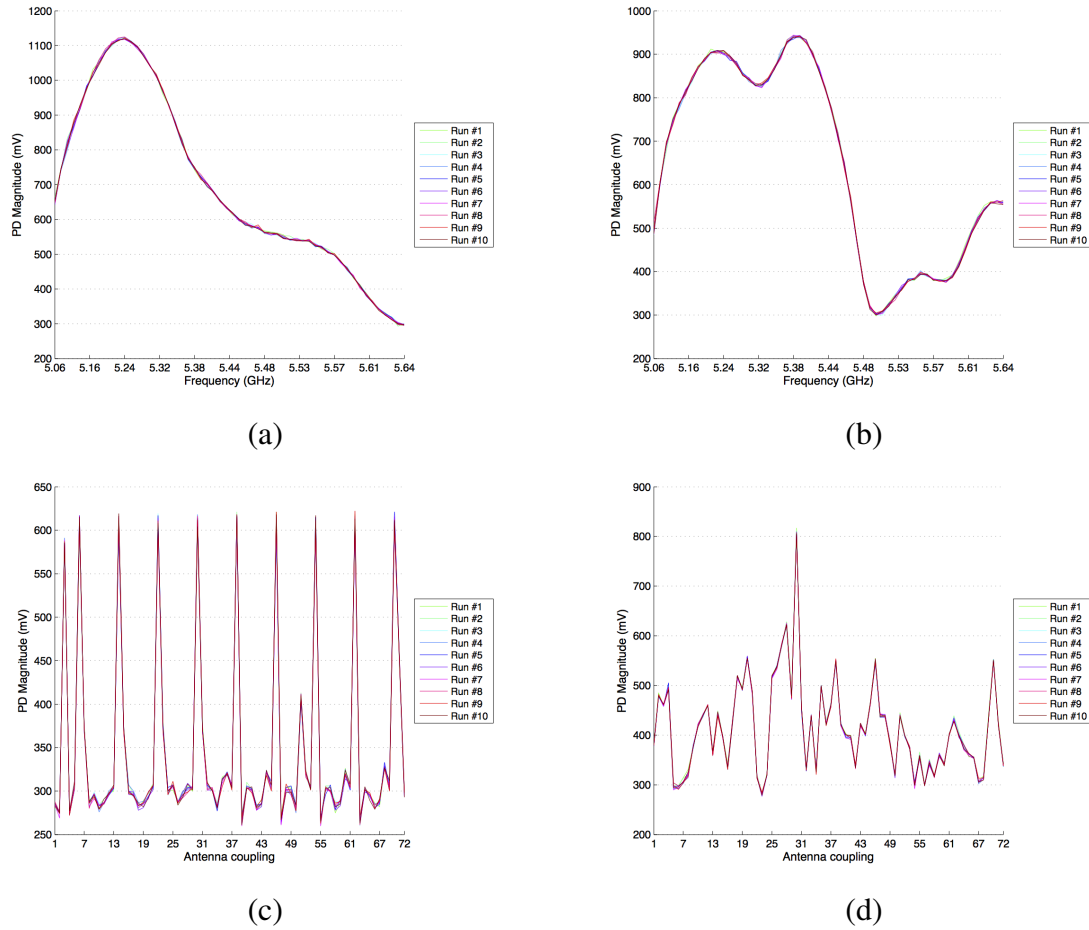 1200
1100
1000
900
800
700
600
500
400
300
200
PD Magnitude (mV)
5.06 5.16 5.24 5.32 5.38 5.44 5.48 5.53 5.57 5.61 5.64
Frequency (GHz)
Run #1
Run #2
Run #3
Run #4
Run #5
Run #6
Run #7
Run #8
Run #9
Run #10
(a)
1000
900
800
700
600
500
400
300
200
PD Magnitude (mV)
5.06 5.16 5.24 5.32 5.38 5.44 5.48 5.53 5.57 5.61 5.64
Frequency (GHz)
Run #1
Run #2
Run #3
Run #4
Run #5
Run #6
Run #7
Run #8
Run #9
Run #10
(b)
650
600
550
500
450
400
350
300
250
PD Magnitude (mV)
1 7 13 19 25 31 37 43 49 55 61 67 72
Antenna coupling
Run #1
Run #2
Run #3
Run #4
Run #5
Run #6
Run #7
Run #8
Run #9
Run #10
(c)
900
800
700
600
500
400
300
200
PD Magnitude (mV)
1 7 13 19 25 31 37 43 49 55 61 67 72
Antenna coupling
Run #1
Run #2
Run #3
Run #4
Run #5
Run #6
Run #7
Run #8
Run #9
Run #10
(d)